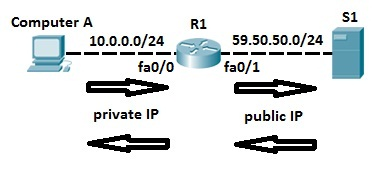 Computer A
R1
S1
10.0.0.0/24
59.50.50.0/24
fa0/0
fa0/1
private IP
public IP